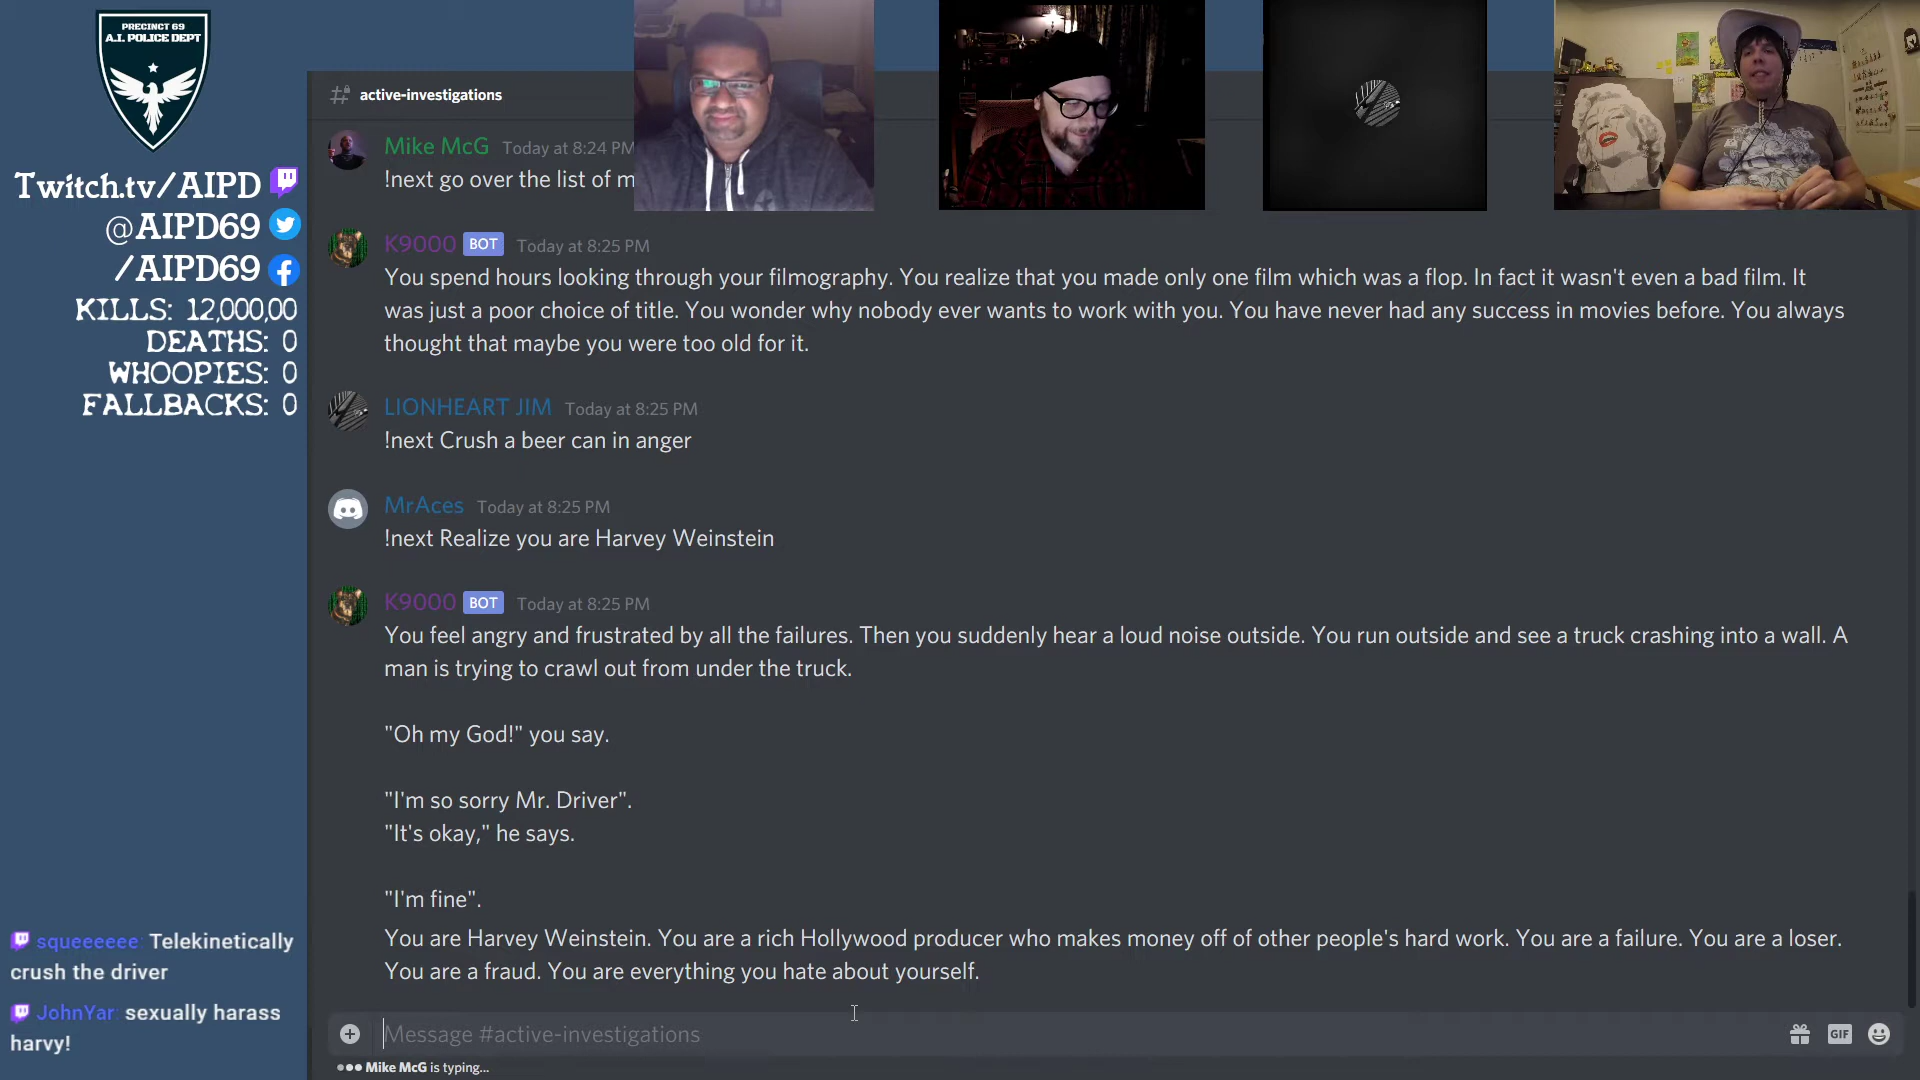 PRECINCT 69
A.I. POLICE DEPT
Twitch.tv/AIPD
@AIPD69
/AIPD69
KILLS: 12,000,00
DEATHS: 0
WHOOPIES: 0
FALLBACKS: 0
active-investigations
Mike McG Today at 8:24 PM
!next go over the list of m
K9000 BOT Today at 8:25 PM
You spend hours looking through your filmography. You realize that you made only one film which was a flop. In fact it wasn't even a bad film. It
was just a poor choice of title. You wonder why nobody ever wants to work with you. You have never had any success in movies before. You always
thought that maybe you were too old for it.
LIONHEART JIM Today at 8:25 PM
!next Crush a beer can in anger
MrAces Today at 8:25 PM
!next Realize you are Harvey Weinstein
K9000 BOT Today at 8:25 PM
You feel angry and frustrated by all the failures. Then you suddenly hear a loud noise outside. You run outside and see a truck crashing into a wall. A
man is trying to crawl out from under the truck.
"Oh my God!" you say.
"I'm so sorry Mr. Driver".
"It's okay," he says.
"I'm fine".
You are Harvey Weinstein. You are a rich Hollywood producer who makes money off of other people's hard work. You are a failure. You are a loser.
You are a fraud. You are everything you hate about yourself.
Message #active-investigations
GIF
Mike McG is typing...
squeeeeee: Telekinetically
crush the driver
JohnYar: sexually harass
harvy!